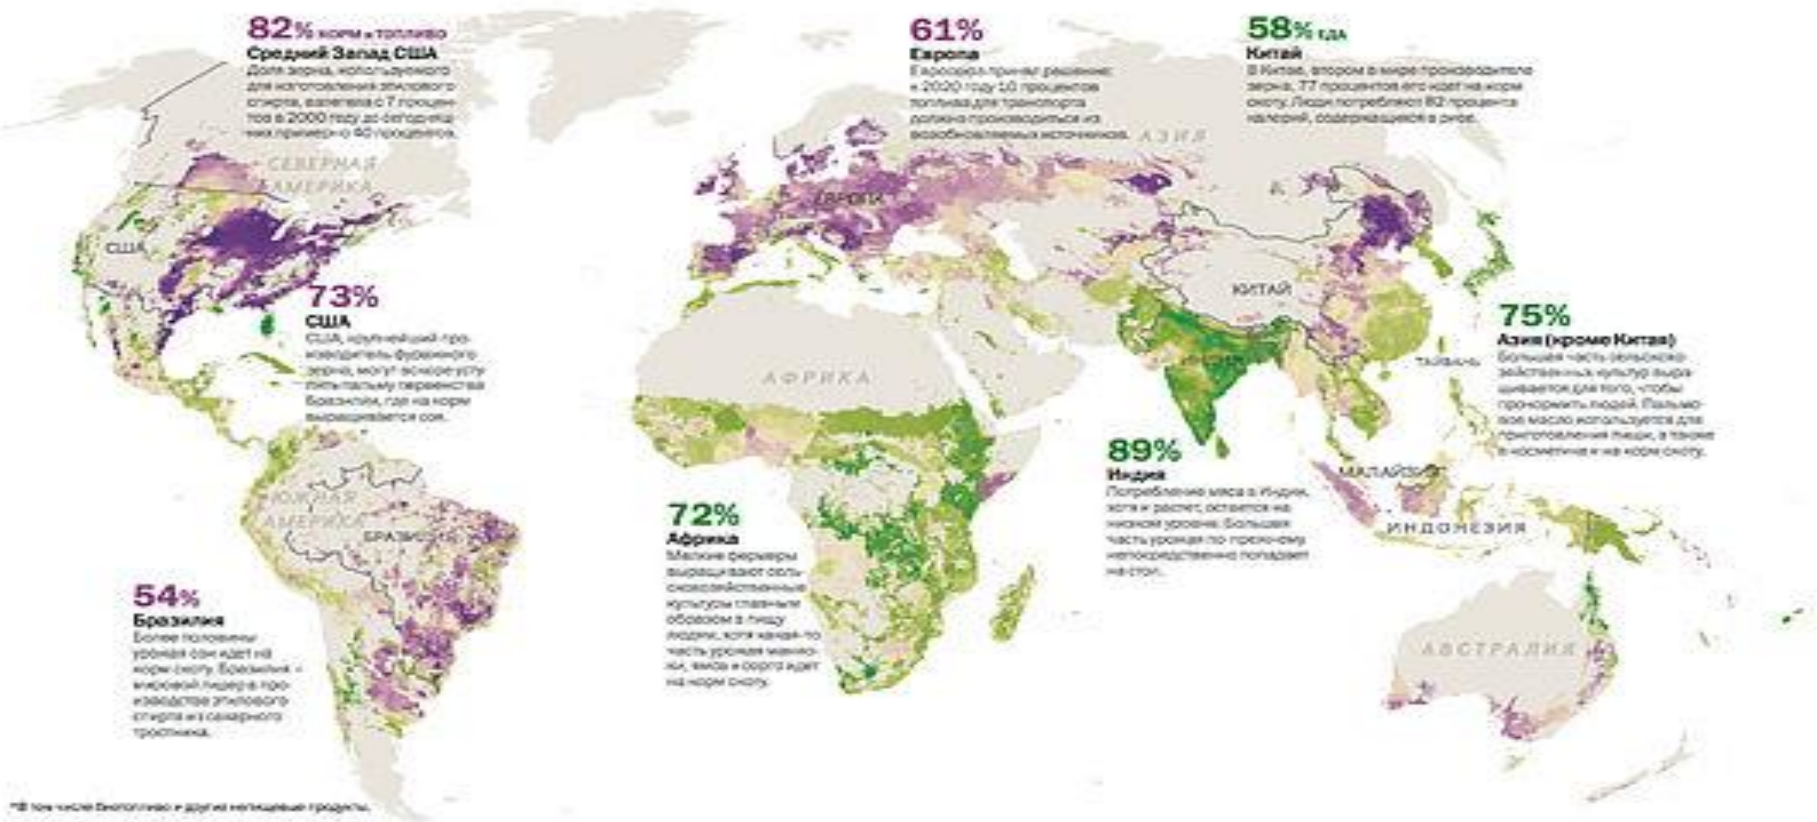 82% КОРМ и ТОПЛИВО
Средний Запад США
Доля зерна, используемого
для изготовления этилового
спирта, взлетела с 7 процен-
тов в 2000 году до сегодняш-
них примерно 40 процентов.
61%
Европа
Евросоюз принял решение:
к 2020 году 10 процентов
топлива для транспорта
должно производиться из
возобновляемых источников.
58% ЕДА
Китай
В Китае, втором в мире производителе
зерна, 77 процентов его идет на корм
скоту. Люди потребляют 82 процента
калорий, содержащихся в рисе.
АЗИЯ
СЕВЕРНАЯ
АМЕРИКА
ЕВРОПА
США
КИТАЙ
73%
США
США, крупнейший про-
изводитель фуражного
зерна, могут вскоре усту-
пить пальму первенства
Бразилии, где на корм
выращивается соя.
75%
Азия (кроме Китая)
Большая часть сельскохо-
зяйственных культур выра-
щивается для того, чтобы
прокормить людей. Пальмо-
вое масло используется для
приготовления пищи, а также
в косметике и на корм скоту.
ТАЙВАНЬ
ИНДИЯ
АФРИКА
89%
Индия
Потребление мяса в Индии,
хотя и растет, остается на
низком уровне. Большая
часть урожая по-прежнему
непосредственно попадает
на стол.
МАЛАЙЗИЯ
ИНДОНЕЗИЯ
ЮЖНАЯ
АМЕРИКА
БРАЗИЛИЯ
72%
Африка
Мелкие фермеры
выращивают сель-
скохозяйственные
культуры главным
образом в пищу
людям, хотя какая-то
часть урожая манио-
ки, ямса и сорго идет
на корм скоту.
54%
Бразилия
Более половины
урожая сои идет на
корм скоту. Бразилия –
мировой лидер в про-
изводстве этилового
спирта из сахарного
тростника.
АВСТРАЛИЯ
*В том числе биотопливо и другие непищевые продукты.